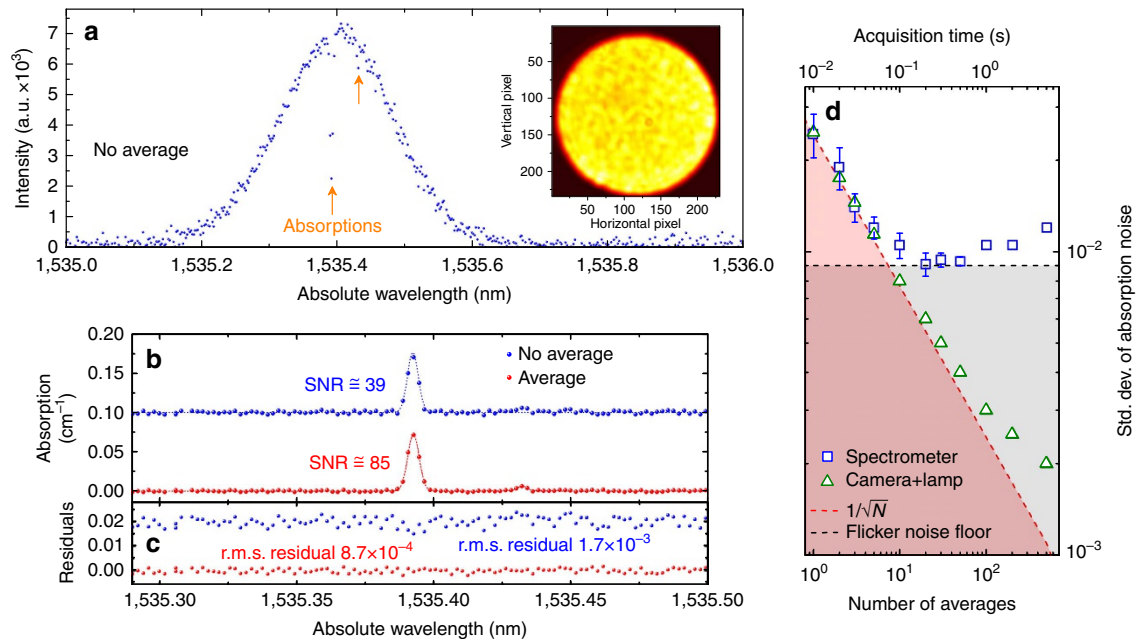 a
Intensity (a.u. ×10³)
7
6
5
4
3
2
1
0
No average
Absorptions
Vertical pixel
50
100
150
200
50 100 150 200
Horizontal pixel
1,535.0 1,535.2 1,535.4 1,535.6 1,535.8 1,536.0
Absolute wavelength (nm)
b
Absorption
(cm⁻¹)
0.20
0.15
0.10
0.05
0.00
No average
Average
SNR ≅ 39
SNR ≅ 85
c
Residuals
0.02
0.01
0.00
r.m.s. residual 8.7×10⁻⁴
r.m.s. residual 1.7×10⁻³
1,535.30 1,535.35 1,535.40 1,535.45 1,535.50
Absolute wavelength (nm)
Acquisition time (s)
10⁻² 10⁻¹ 10⁰
d
Std. dev. of absorption noise
10⁻²
10⁻³
Spectrometer
Camera+lamp
1/√N
Flicker noise floor
10⁰ 10¹ 10²
Number of averages